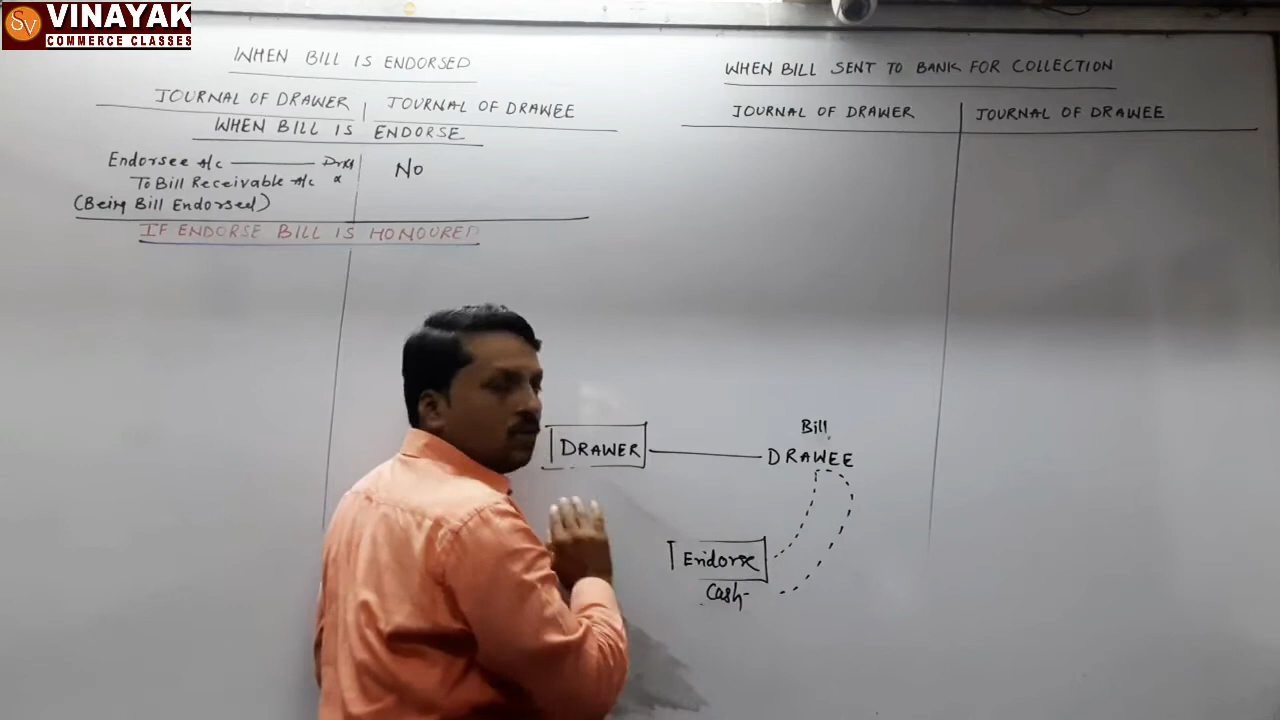 SV VINAYAK
COMMERCE CLASSES
WHEN BILL IS ENDORSED
JOURNAL OF DRAWER JOURNAL OF DRAWEE
WHEN BILL IS ENDORSE
Endorsee A/c Dr
No
To Bill Receivable A/c
(Being Bill Endorsed)
IF ENDORSE BILL IS HONOURED
WHEN BILL SENT TO BANK FOR COLLECTION
JOURNAL OF DRAWER JOURNAL OF DRAWEE
Bill
DRAWER DRAWEE
Endorse
Cash